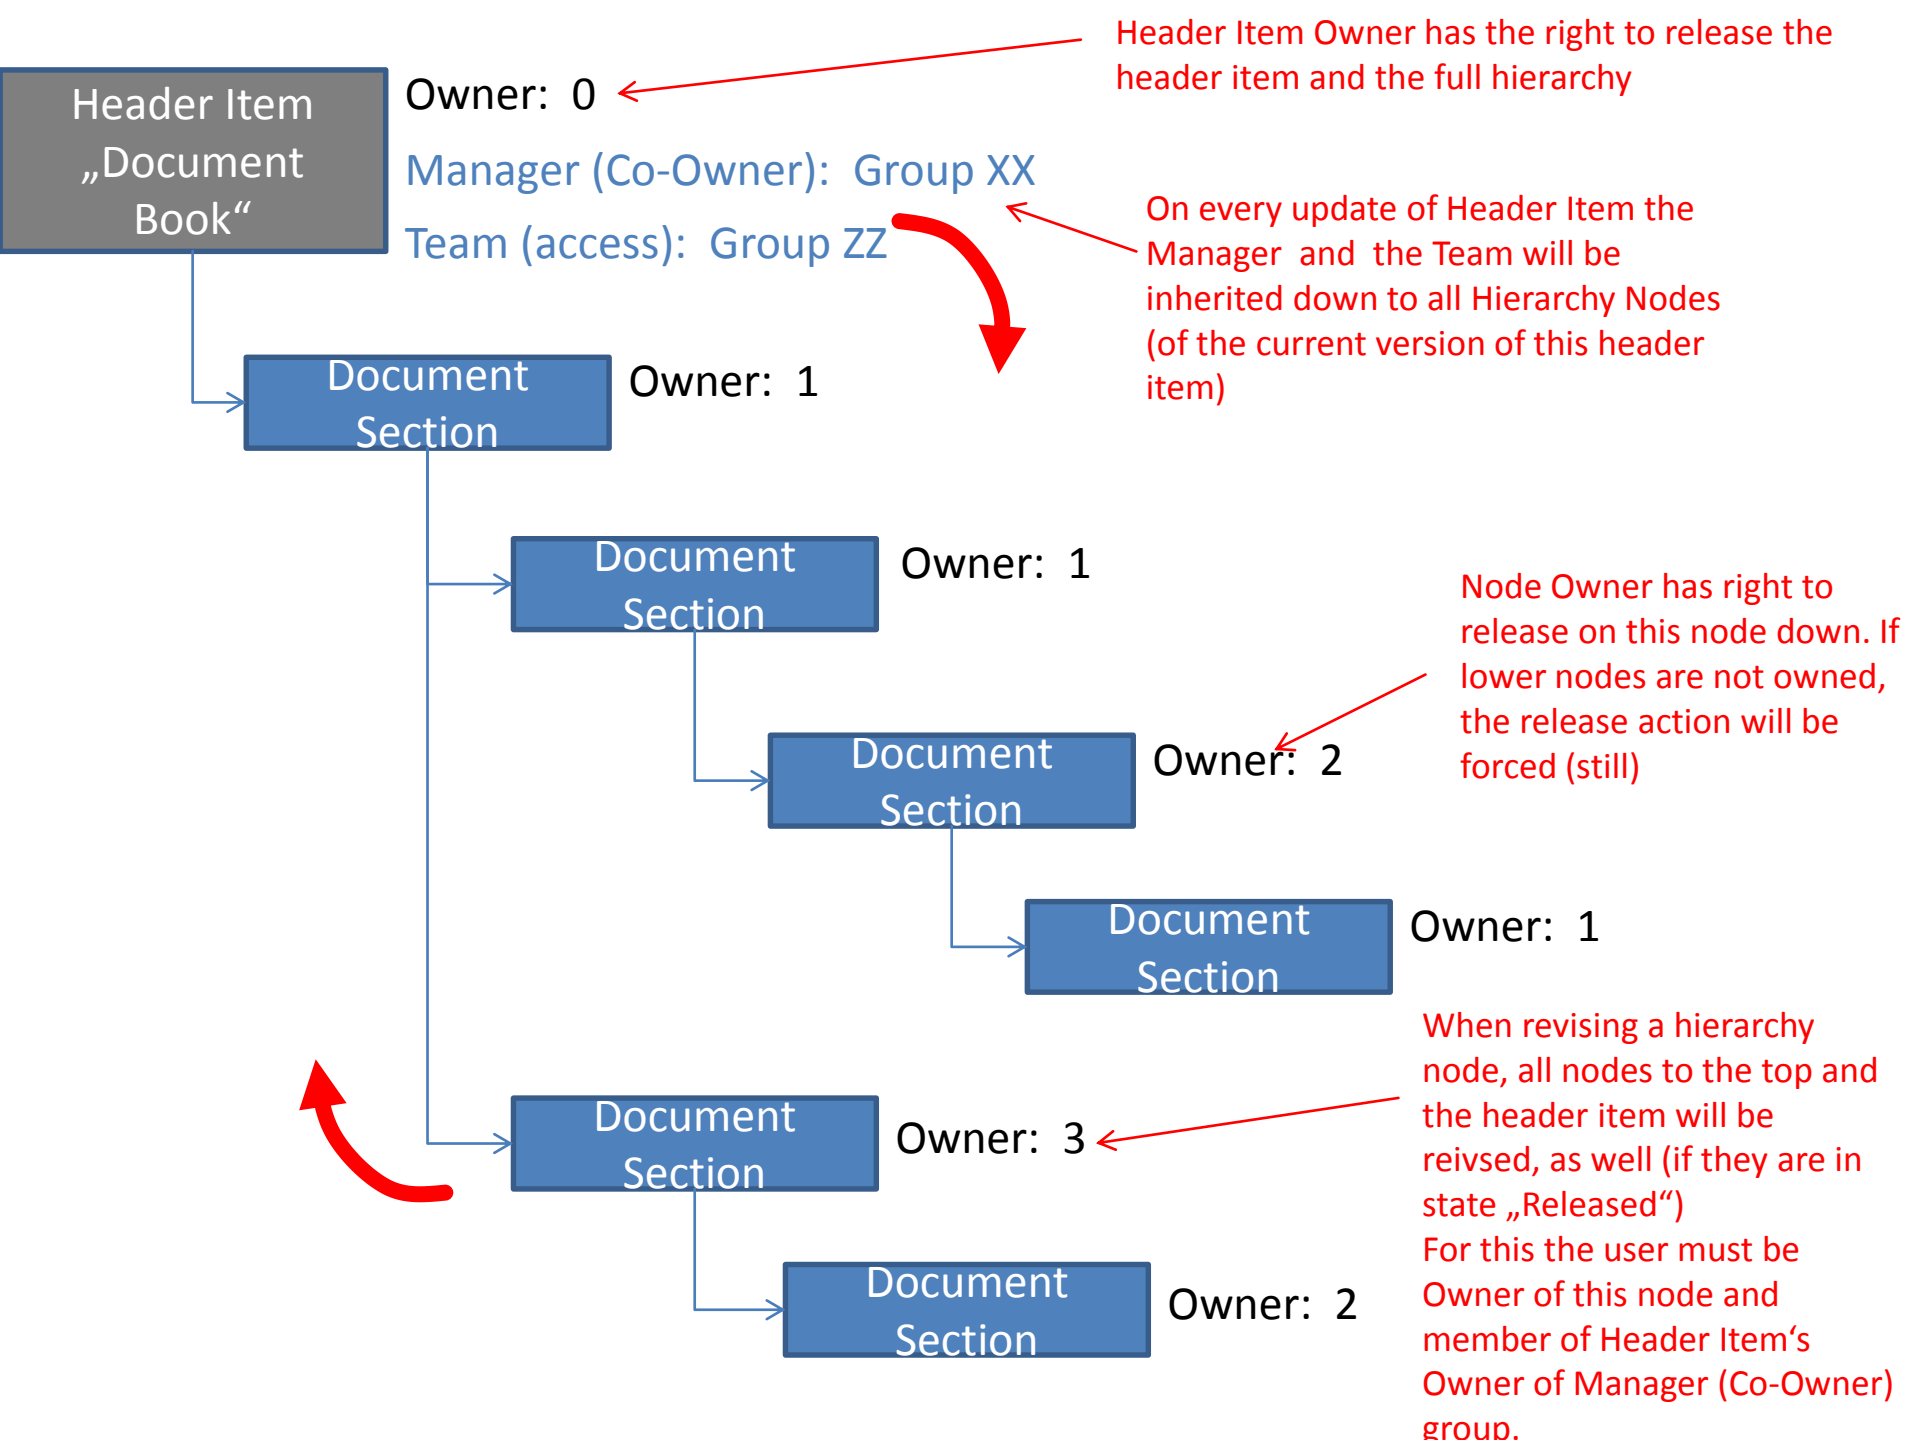 Header Item Owner has the right to release the
header item and the full hierarchy
Header Item
„Document
Book“
Owner: 0
Manager (Co-Owner): Group XX
Team (access): Group ZZ
On every update of Header Item the
Manager and the Team will be
inherited down to all Hierarchy Nodes
(of the current version of this header
item)
Document
Section
Owner: 1
Document
Section
Owner: 1
Node Owner has right to
release on this node down. If
lower nodes are not owned,
the release action will be
forced (still)
Document
Section
Owner: 2
Document
Section
Owner: 1
When revising a hierarchy
node, all nodes to the top and
the header item will be
reivsed, as well (if they are in
state „Released“)
For this the user must be
Owner of this node and
member of Header Item‘s
Owner of Manager (Co-Owner)
group.
Document
Section
Owner: 3
Document
Section
Owner: 2